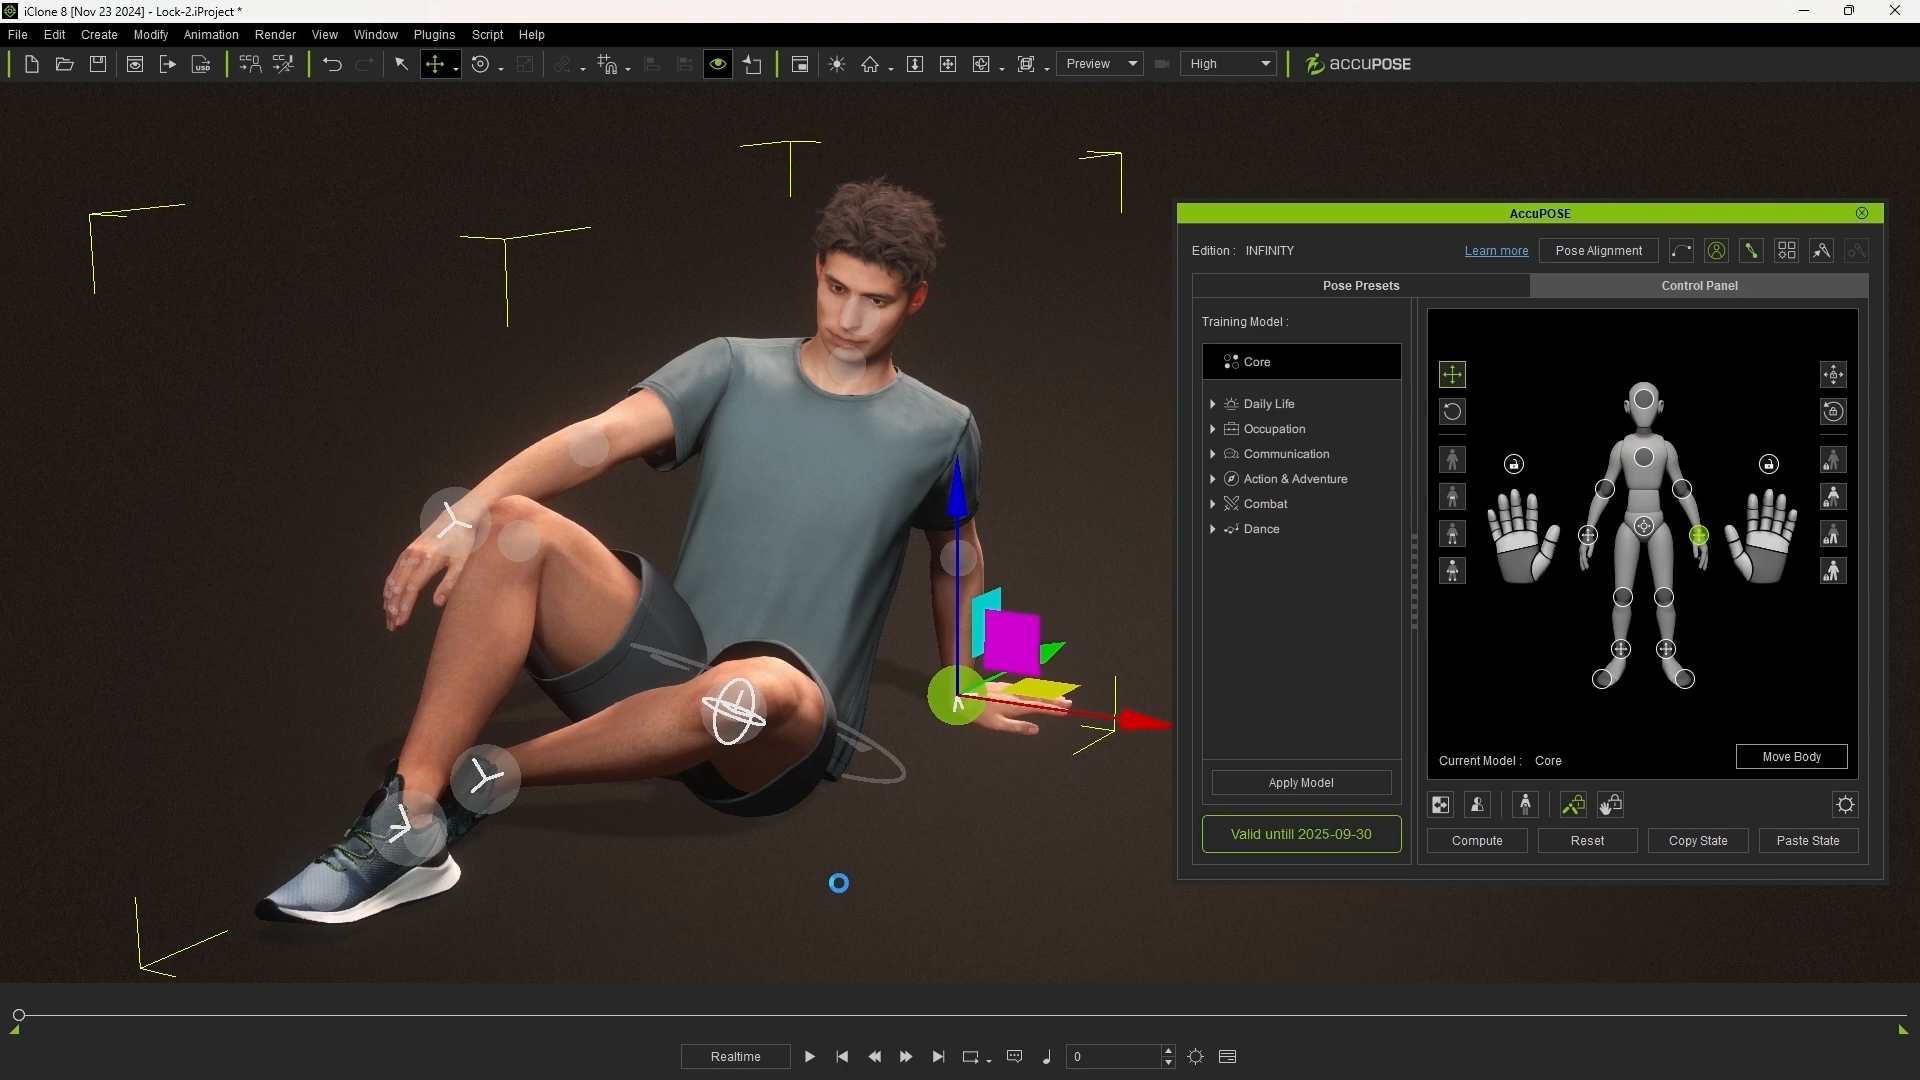 iClone 8 [Nov 23 2024] - Lock-2.iProject *
File Edit Create Modify Animation Render View Window Plugins Script Help
Preview High accuPOSE
AccuPOSE
Edition : INFINITY Learn more Pose Alignment
Pose Presets Control Panel
Training Model :
Core
Daily Life
Occupation
Communication
Action & Adventure
Combat
Dance
Current Model : Core Move Body
Apply Model
Valid untill 2025-09-30
Compute Reset Copy State Paste State
Realtime 0